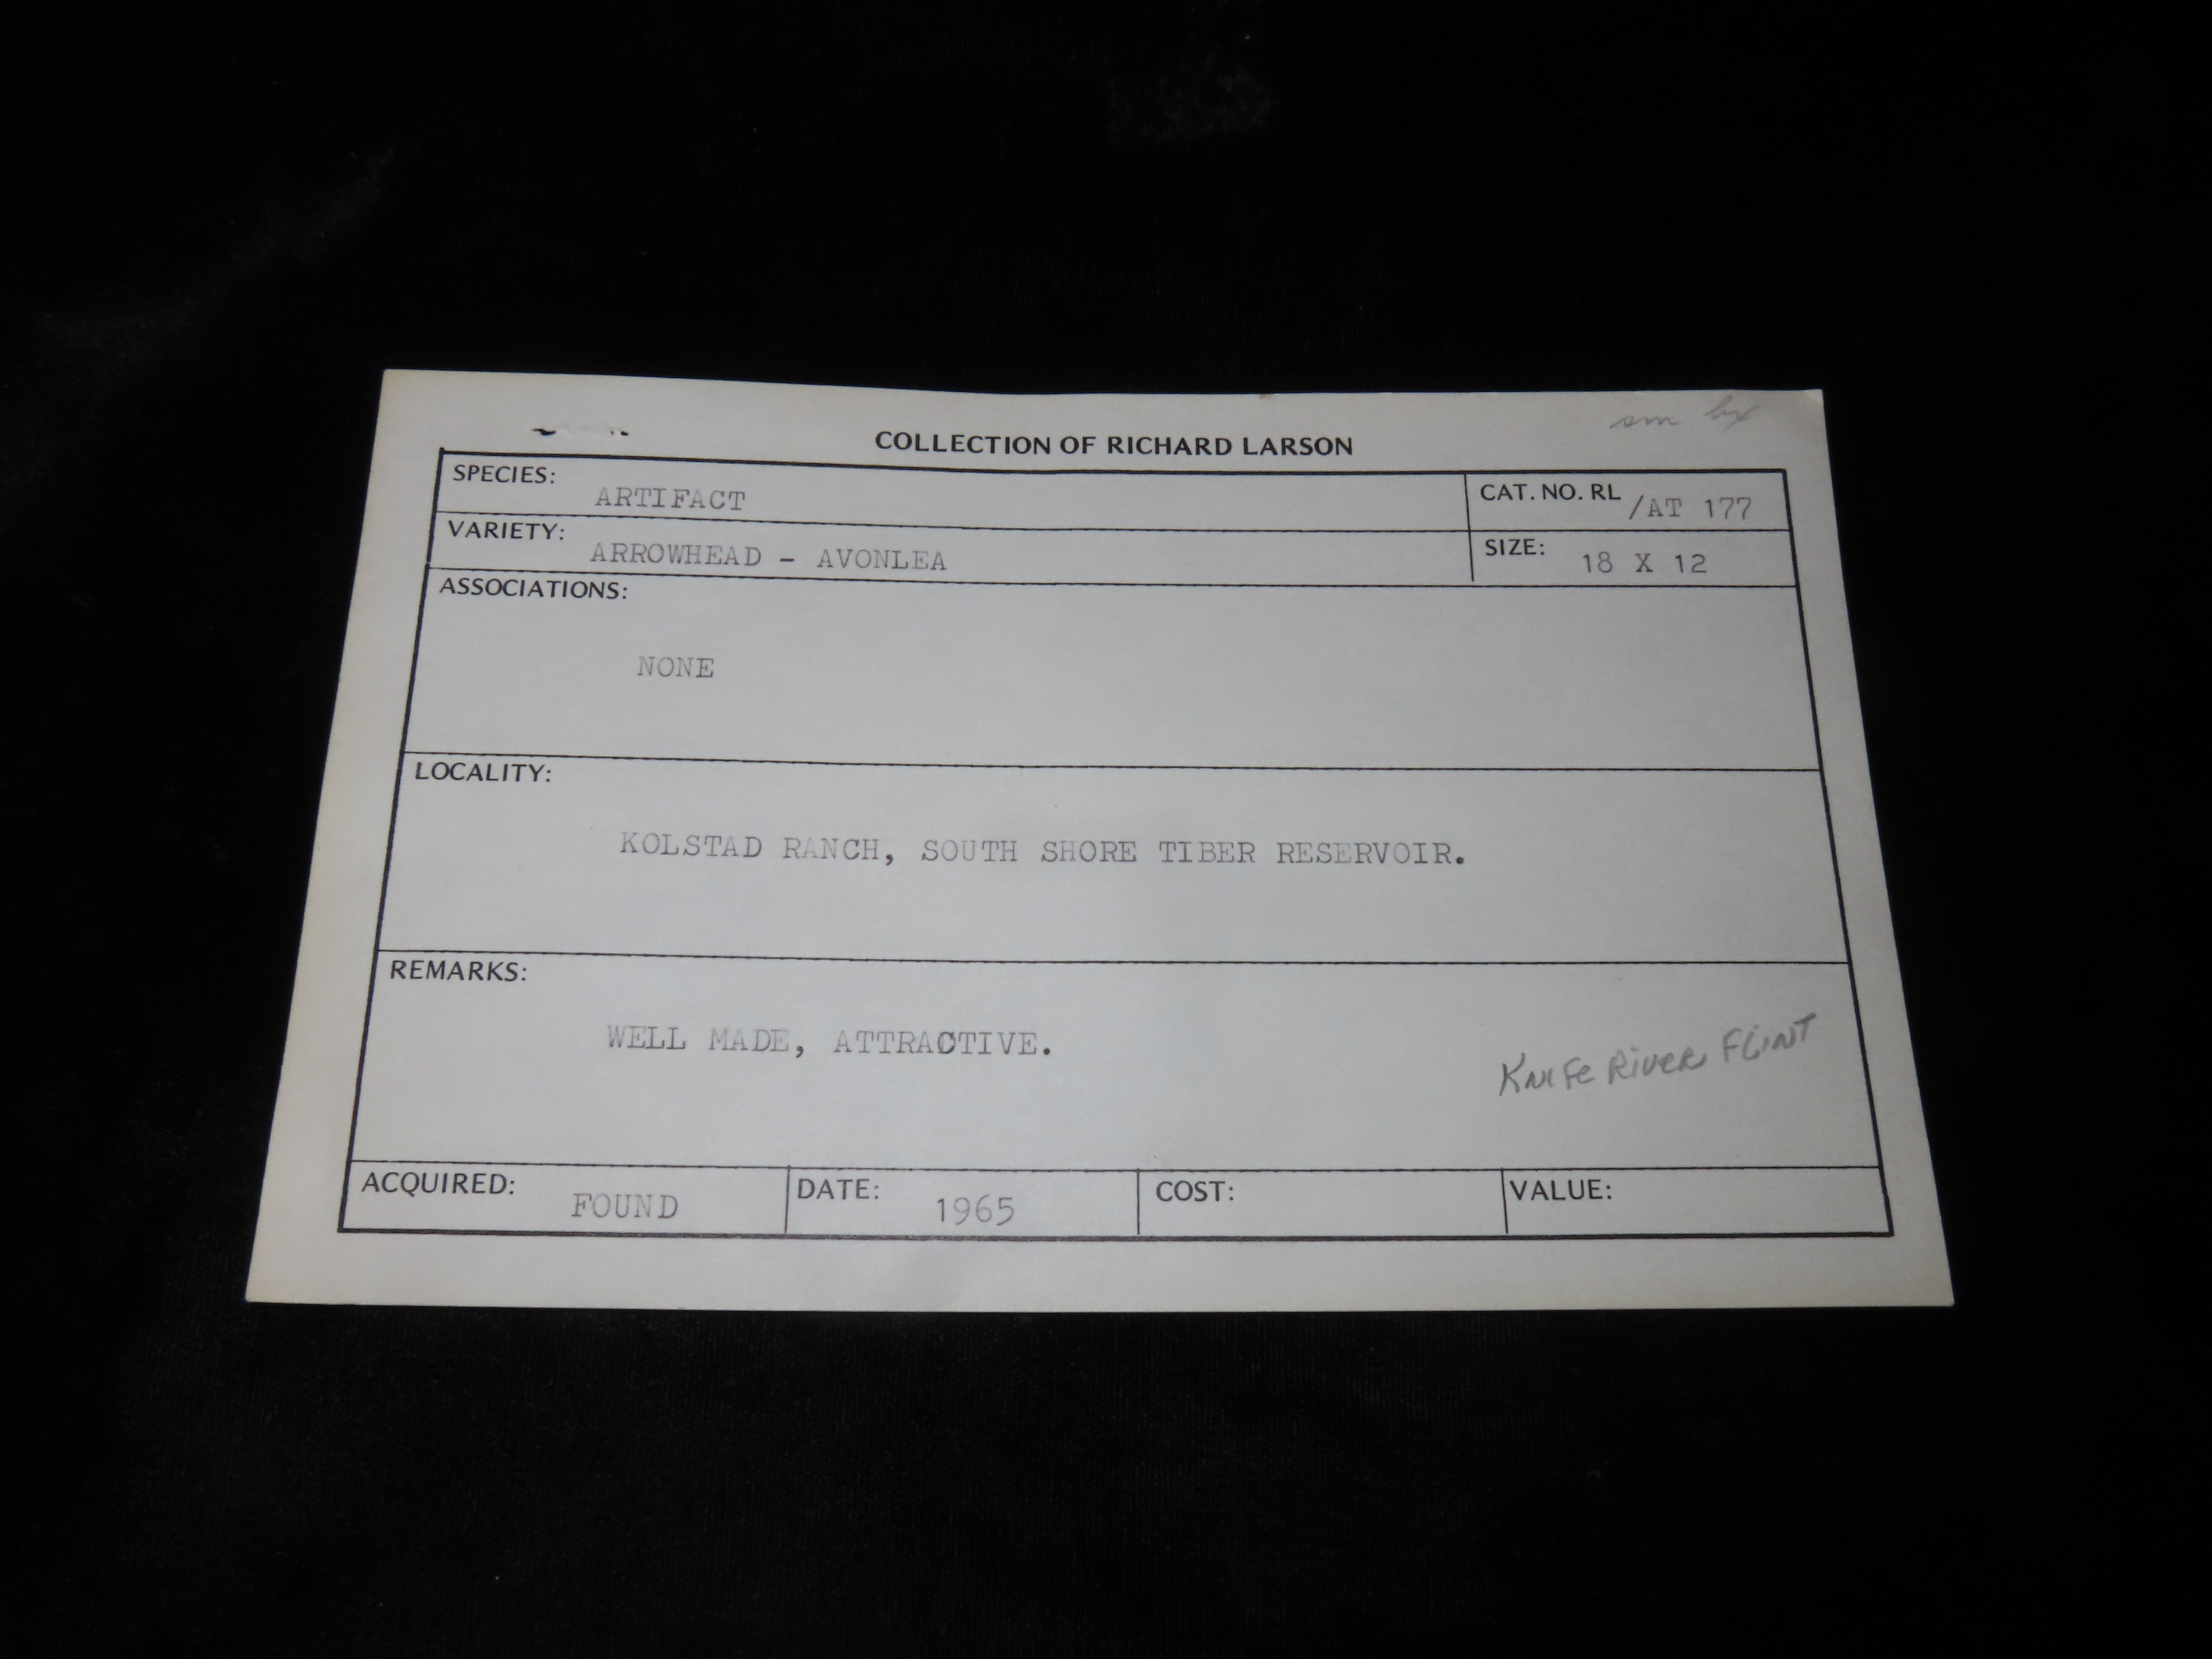 sm bx
COLLECTION OF RICHARD LARSON
SPECIES: ARTIFACT
CAT. NO. RL /AT 177
VARIETY: ARROWHEAD - AVONLEA
SIZE: 18 X 12
ASSOCIATIONS:
NONE
LOCALITY:
KOLSTAD RANCH, SOUTH SHORE TIBER RESERVOIR.
REMARKS:
WELL MADE, ATTRACTIVE.
KNIFE RIVER FLINT
ACQUIRED: FOUND
DATE: 1965
COST:
VALUE: